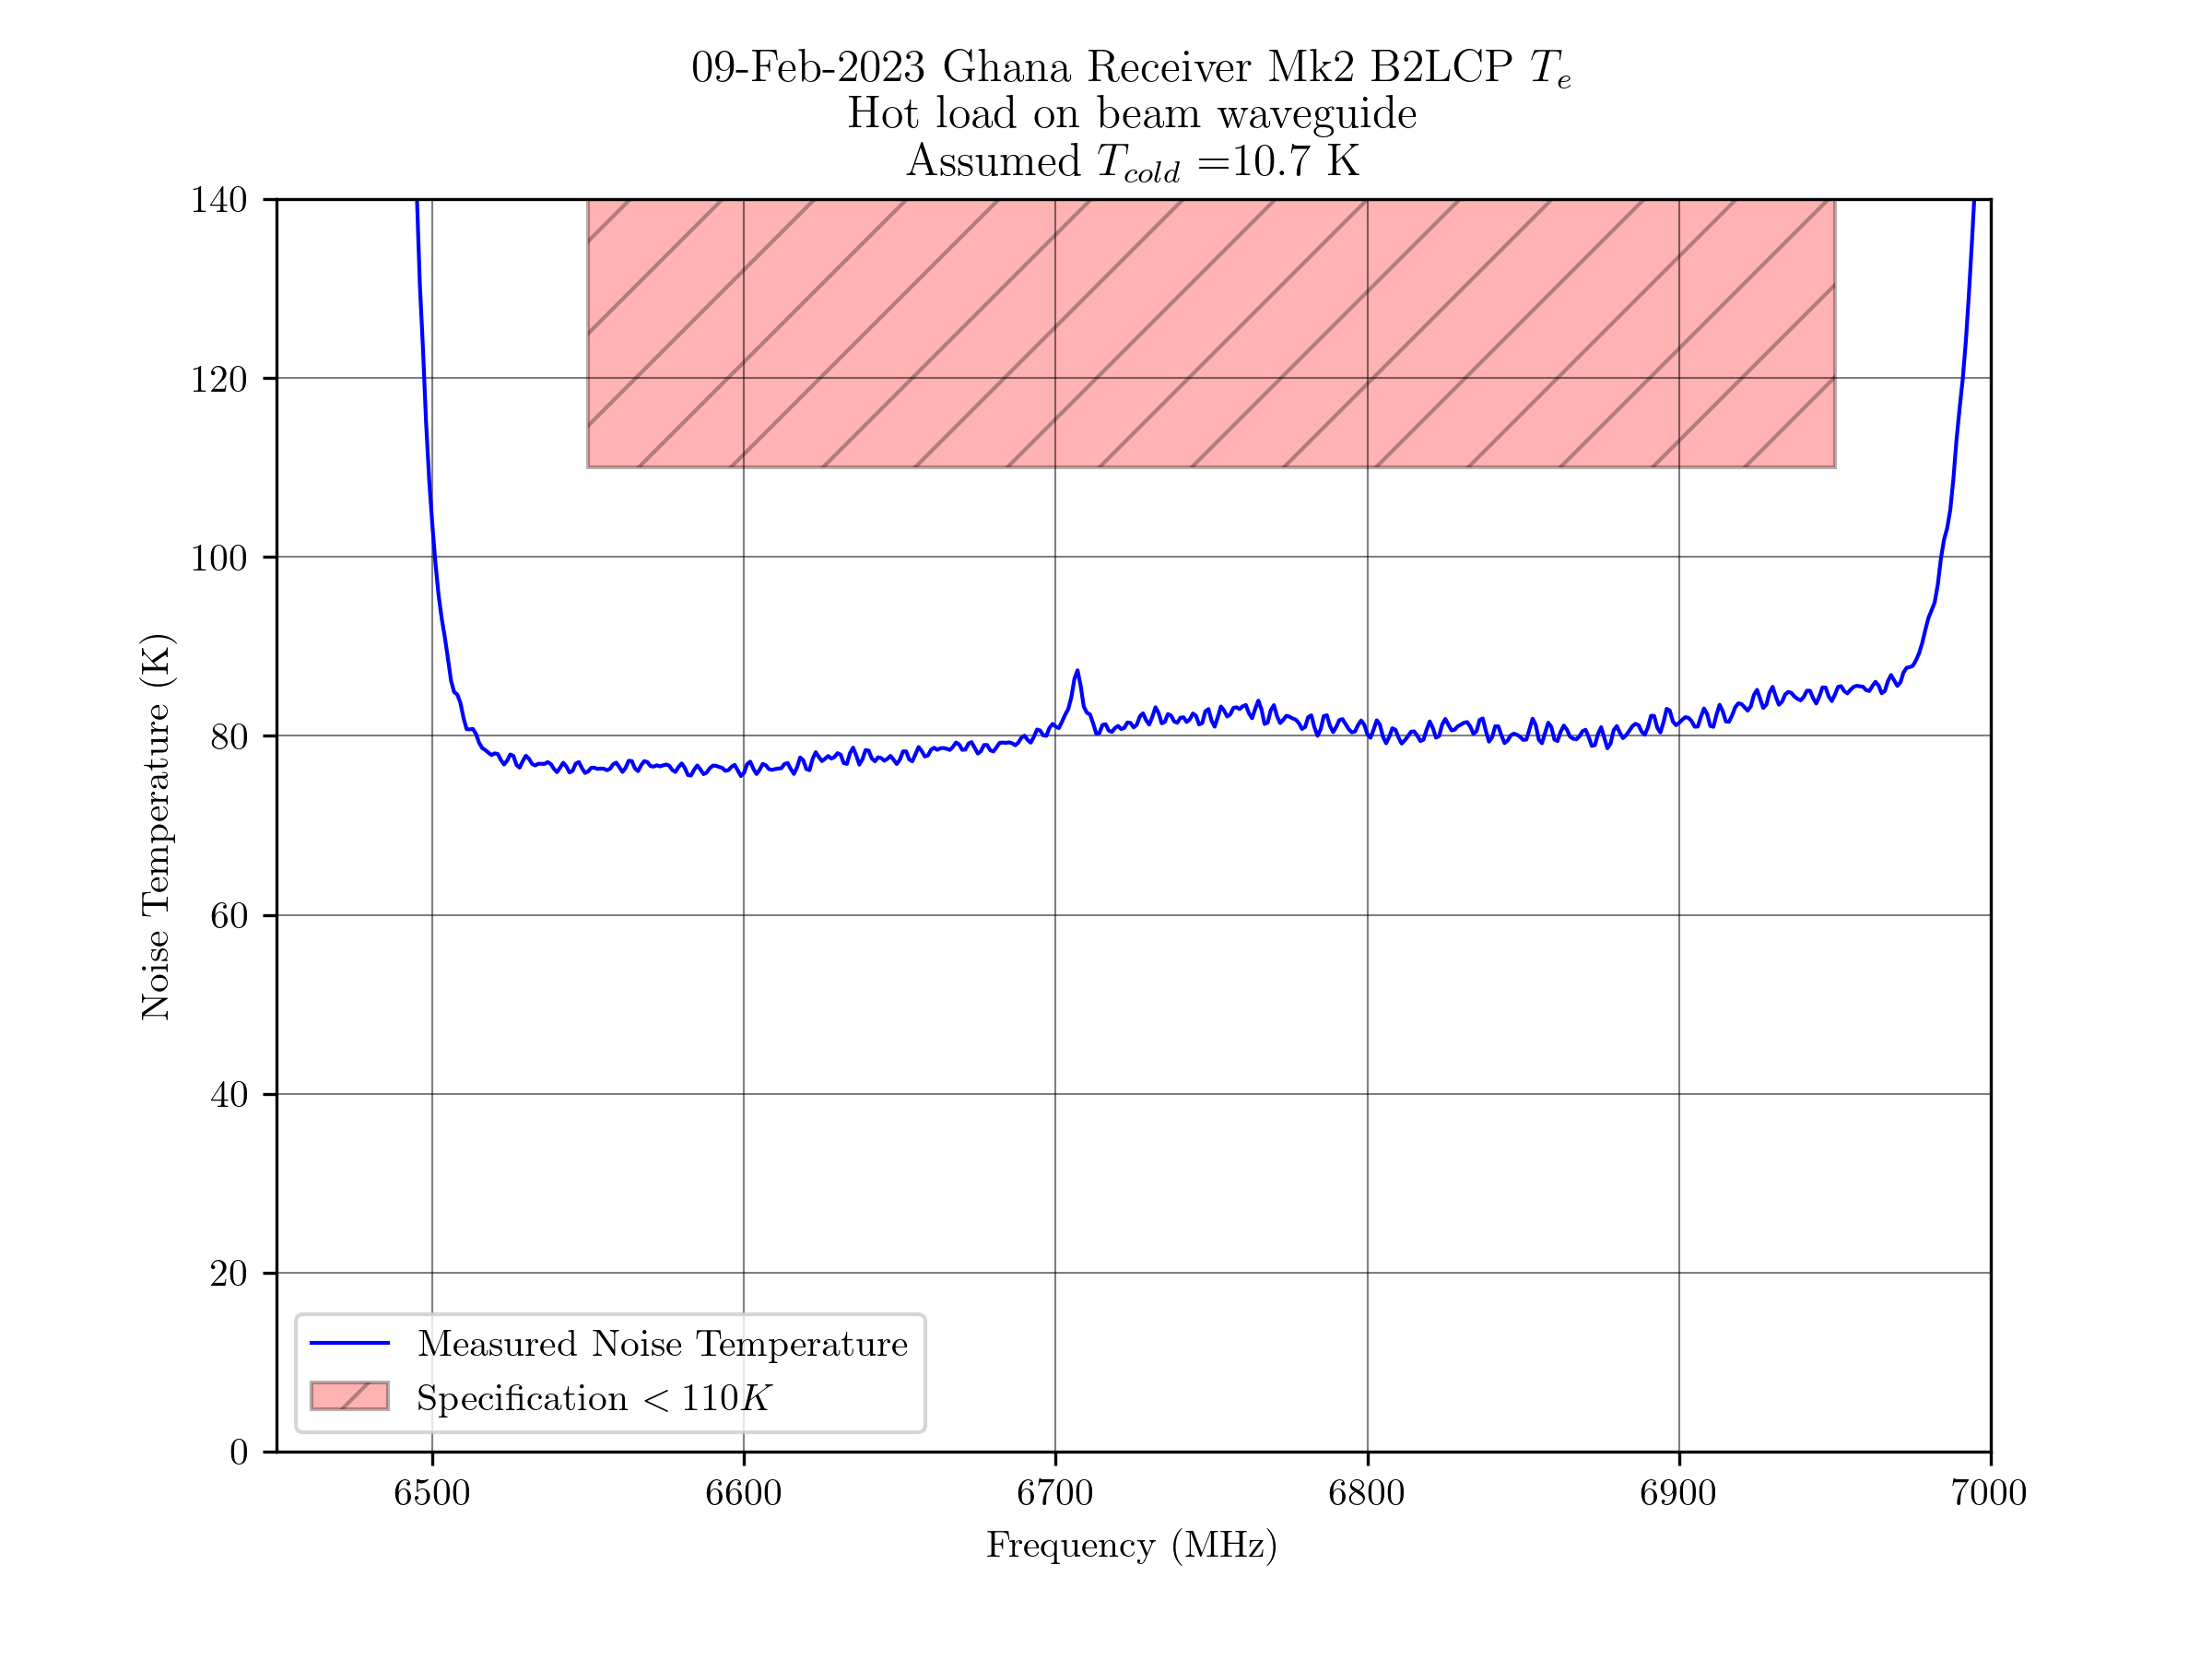 09-Feb-2023 Ghana Receiver Mk2 B2LCP T_e
Hot load on beam waveguide
Assumed T_cold =10.7 K
140
120
100
80
60
40
20
0
Noise Temperature (K)
Measured Noise Temperature
Specification < 110K
6500 6600 6700 6800 6900 7000
Frequency (MHz)